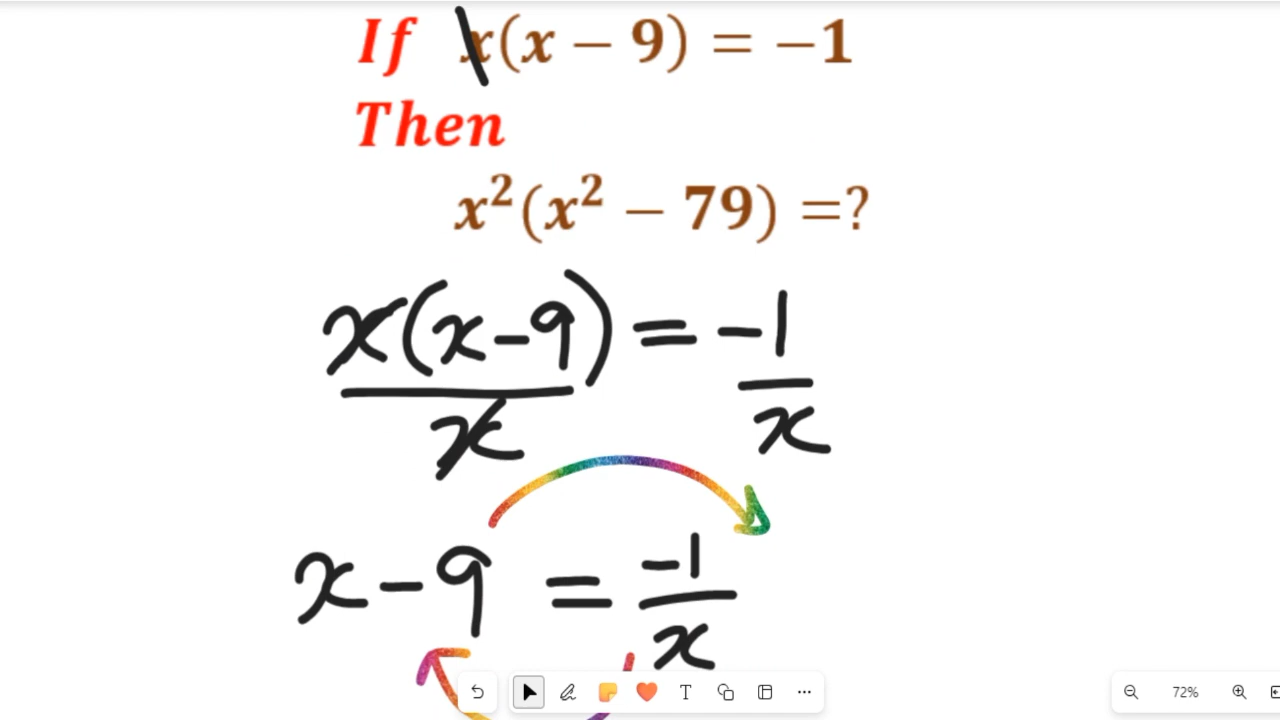 If x(x − 9) = −1
Then
x²(x² − 79) =?
x(x-9)/x = -1/x
x-9 = -1/x
T
72%